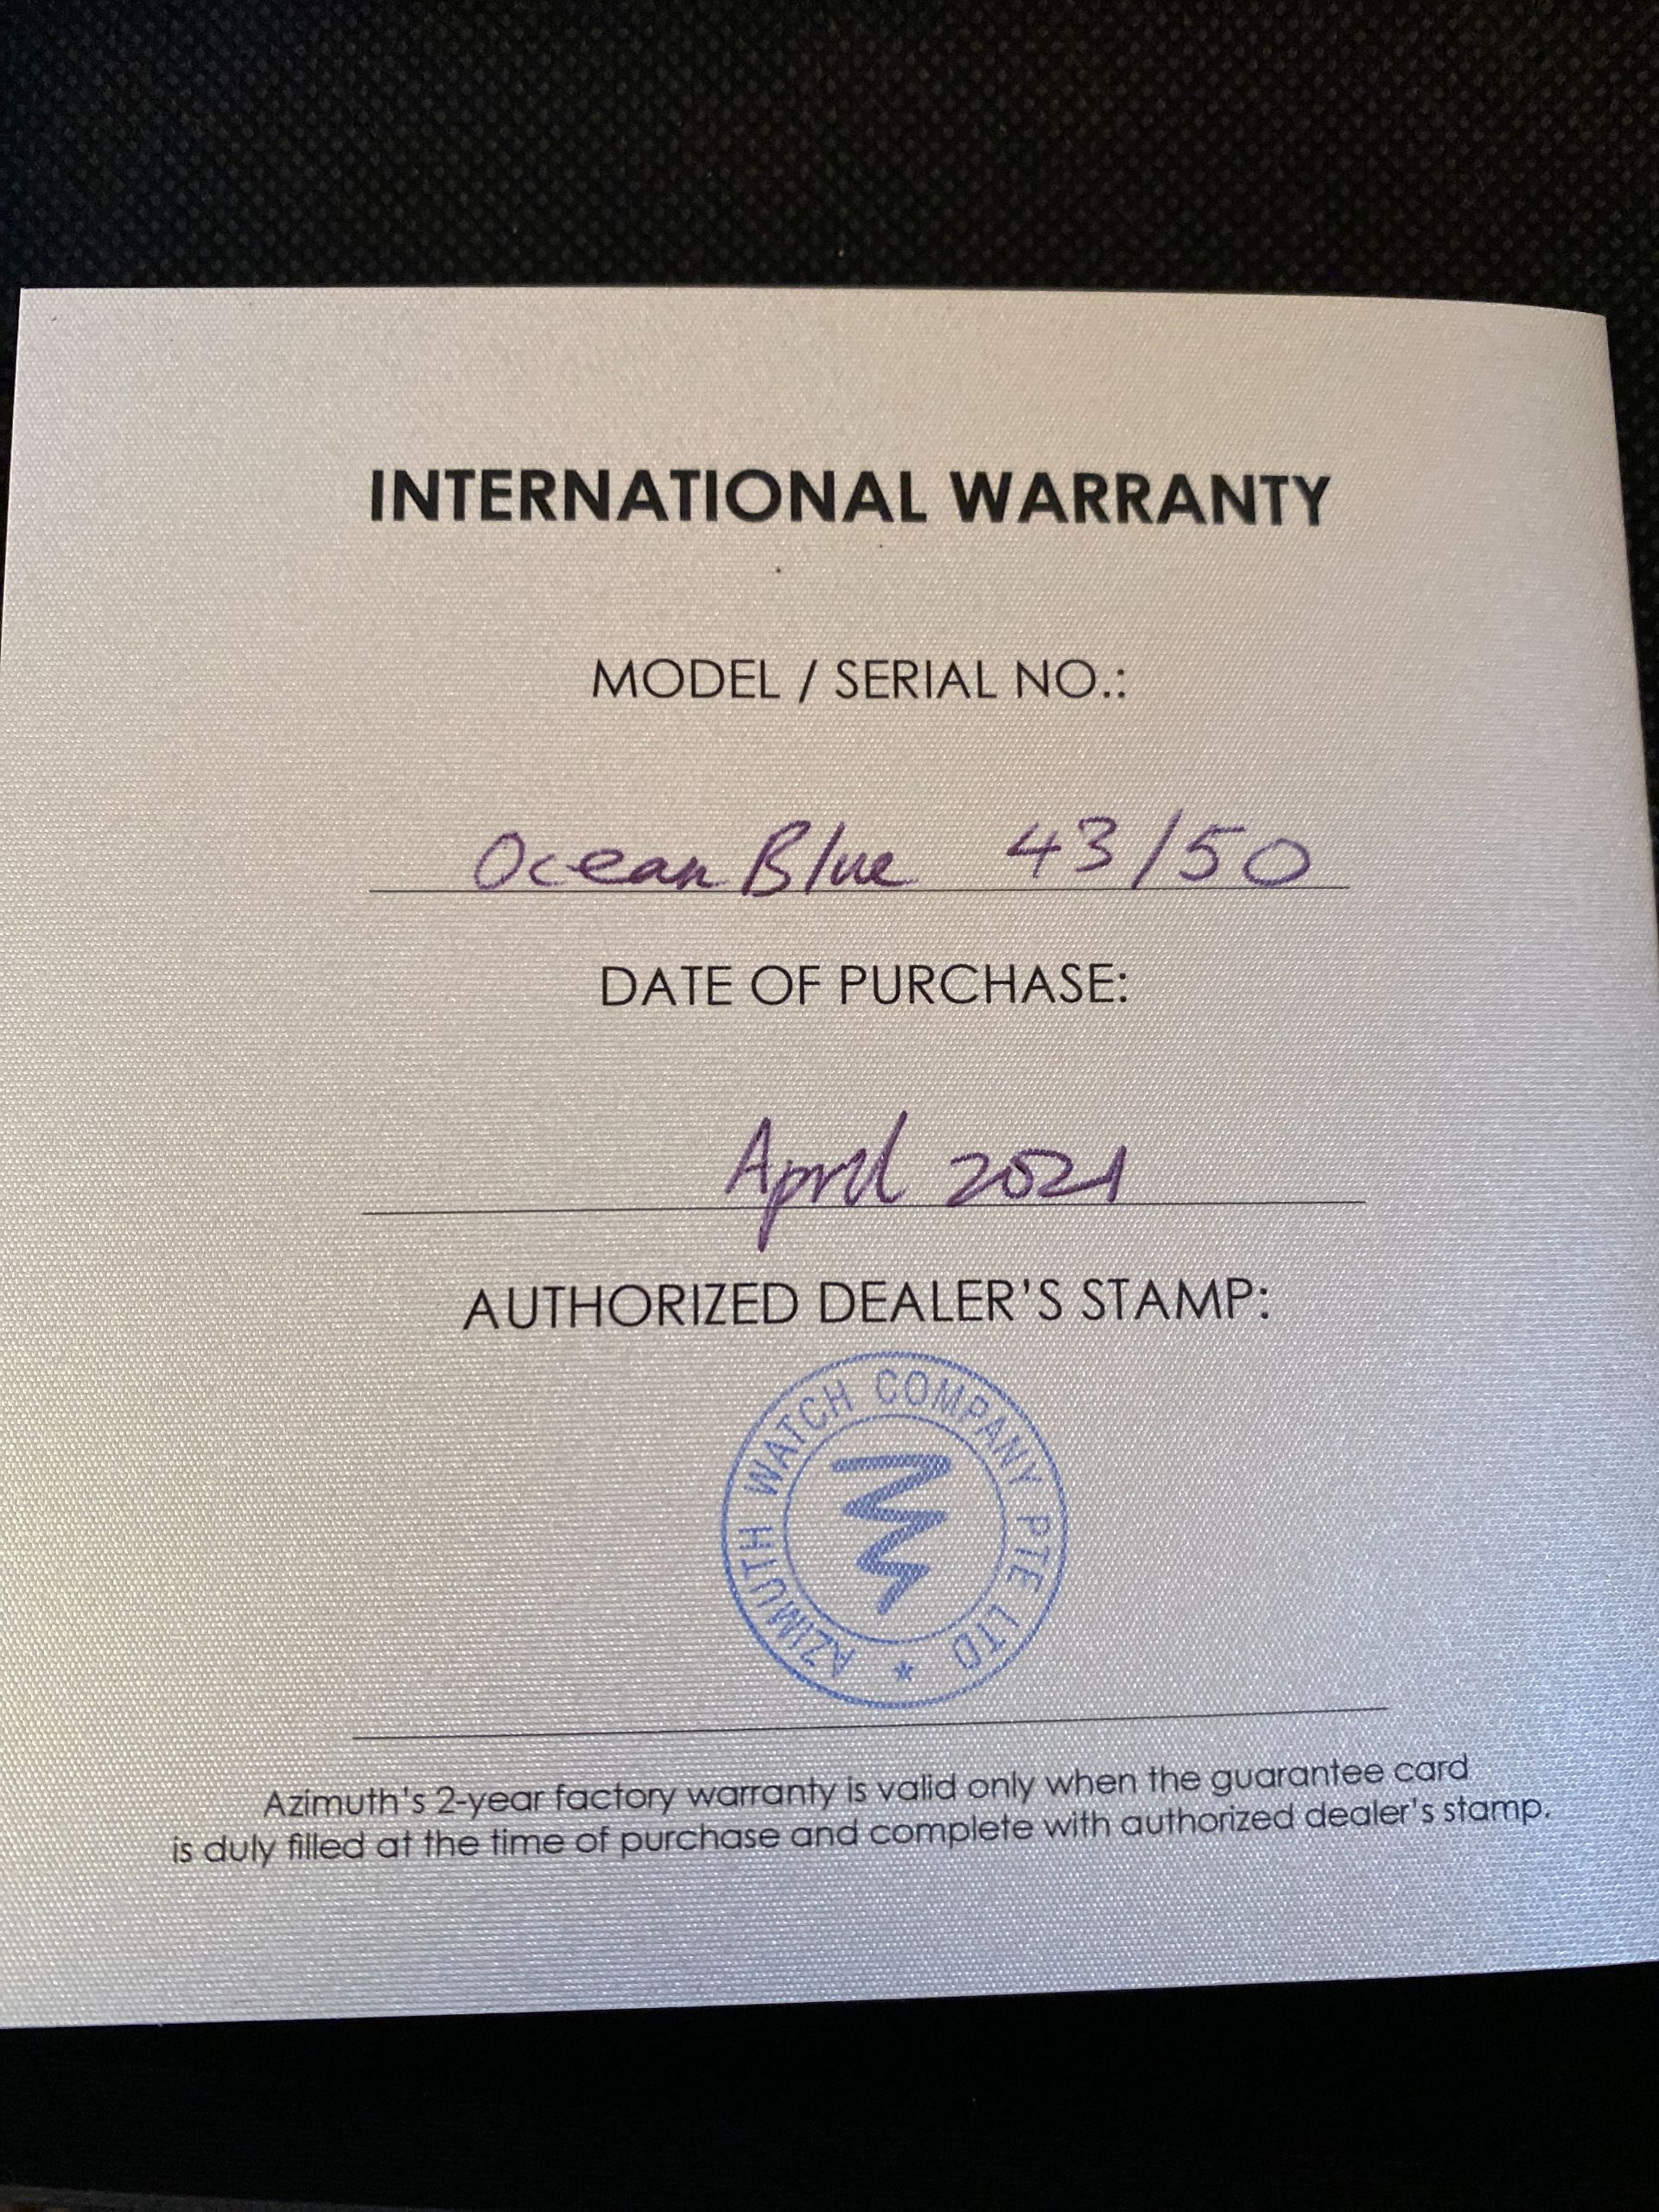 INTERNATIONAL WARRANTY
MODEL / SERIAL NO.:
Ocean Blue 43/50
DATE OF PURCHASE:
April 2021
AUTHORIZED DEALER'S STAMP:
AZIMUTH WATCH COMPANY PTE LTD
Azimuth's 2-year factory warranty is valid only when the guarantee card
is duly filled at the time of purchase and complete with authorized dealer's stamp.